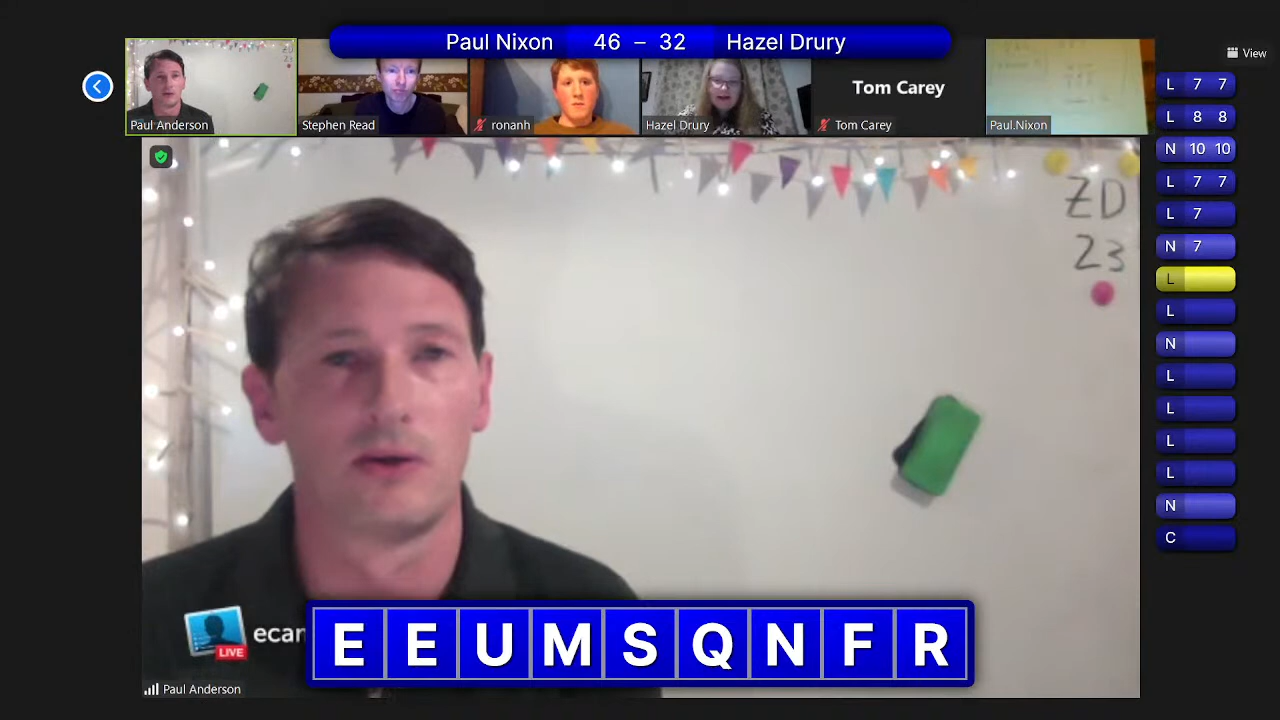 Paul Nixon 46 – 32 Hazel Drury
View
Paul Anderson
Stephen Read
ronanh
Hazel Drury
Tom Carey
Tom Carey
Paul.Nixon
L 7 7
L 8 8
N 10 10
L 7 7
L 7
N 7
L
L
N
L
L
L
L
N
C
ZD
23
LIVE
ecam
Paul Anderson
E E U M S Q N F R